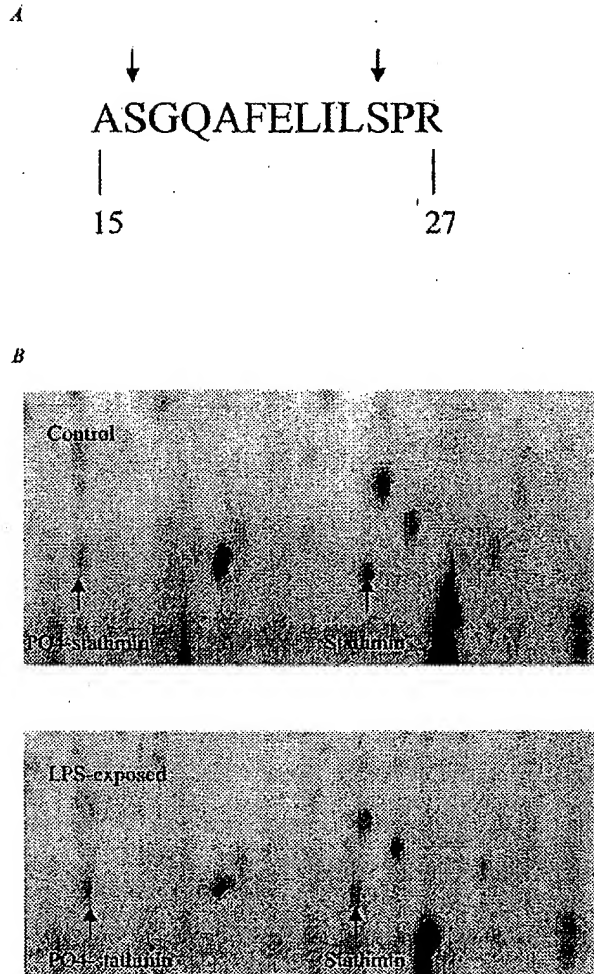 A
ASGQAFELILSPR
15 27
B
Control
PO4-stathmin Stathmin
LPS-exposed
PO4-stathmin Stathmin